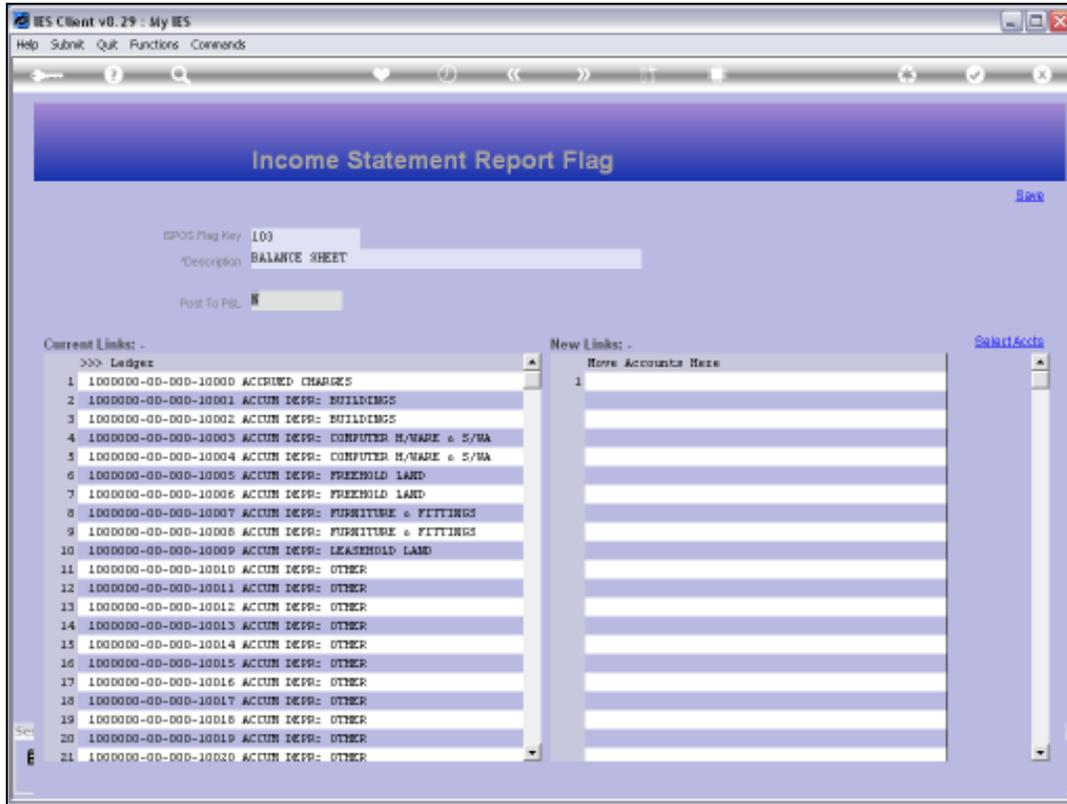 IES Client v8.29 : My IES
Help Submit Quit Functions Commands
Income Statement Report Flag
Save
ISPOS Flag Key 103
*Description BALANCE SHEET
Post To P&L N
Current Links: -
New Links: -
Select Accts
>>> Ledger
Move Accounts Here
1 1000000-00-000-10000 ACCRUED CHARGES
1
2 1000000-00-000-10001 ACCUM DEPR: BUILDINGS
3 1000000-00-000-10002 ACCUM DEPR: BUILDINGS
4 1000000-00-000-10003 ACCUM DEPR: COMPUTER H/WARE & S/WA
5 1000000-00-000-10004 ACCUM DEPR: COMPUTER H/WARE & S/WA
6 1000000-00-000-10005 ACCUM DEPR: FREEHOLD LAND
7 1000000-00-000-10006 ACCUM DEPR: FREEHOLD LAND
8 1000000-00-000-10007 ACCUM DEPR: FURNITURE & FITTINGS
9 1000000-00-000-10008 ACCUM DEPR: FURNITURE & FITTINGS
10 1000000-00-000-10009 ACCUM DEPR: LEASEHOLD LAND
11 1000000-00-000-10010 ACCUM DEPR: OTHER
12 1000000-00-000-10011 ACCUM DEPR: OTHER
13 1000000-00-000-10012 ACCUM DEPR: OTHER
14 1000000-00-000-10013 ACCUM DEPR: OTHER
15 1000000-00-000-10014 ACCUM DEPR: OTHER
16 1000000-00-000-10015 ACCUM DEPR: OTHER
17 1000000-00-000-10016 ACCUM DEPR: OTHER
18 1000000-00-000-10017 ACCUM DEPR: OTHER
19 1000000-00-000-10018 ACCUM DEPR: OTHER
20 1000000-00-000-10019 ACCUM DEPR: OTHER
21 1000000-00-000-10020 ACCUM DEPR: OTHER